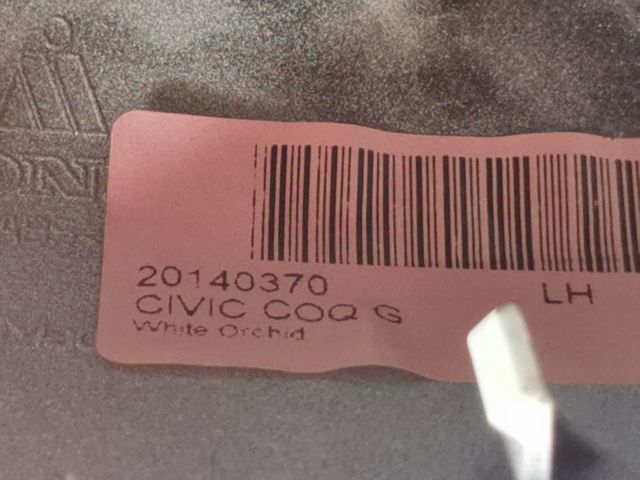 20140370
CIVIC COQ G
LH
White Orchid